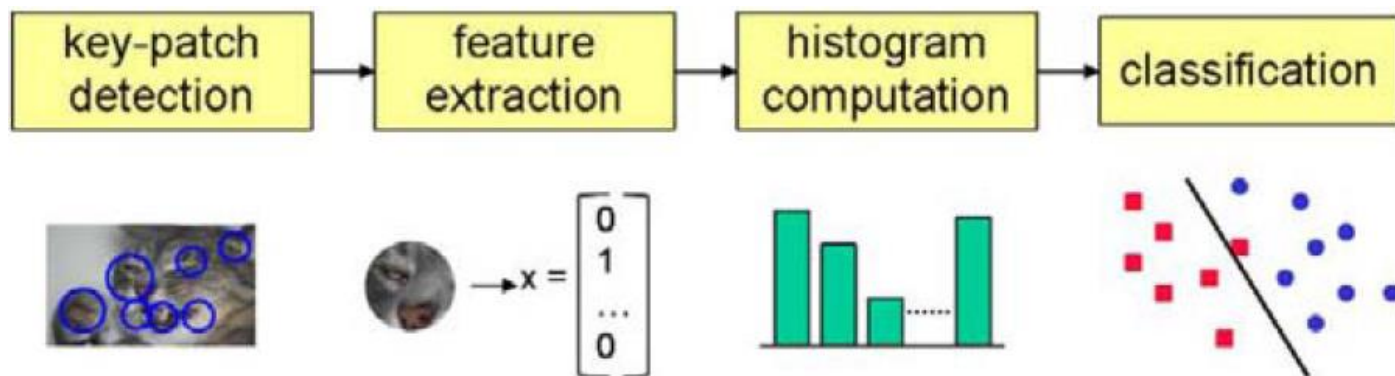 key-patch
detection
feature
extraction
histogram
computation
classification
x =
0
1
...
0
......